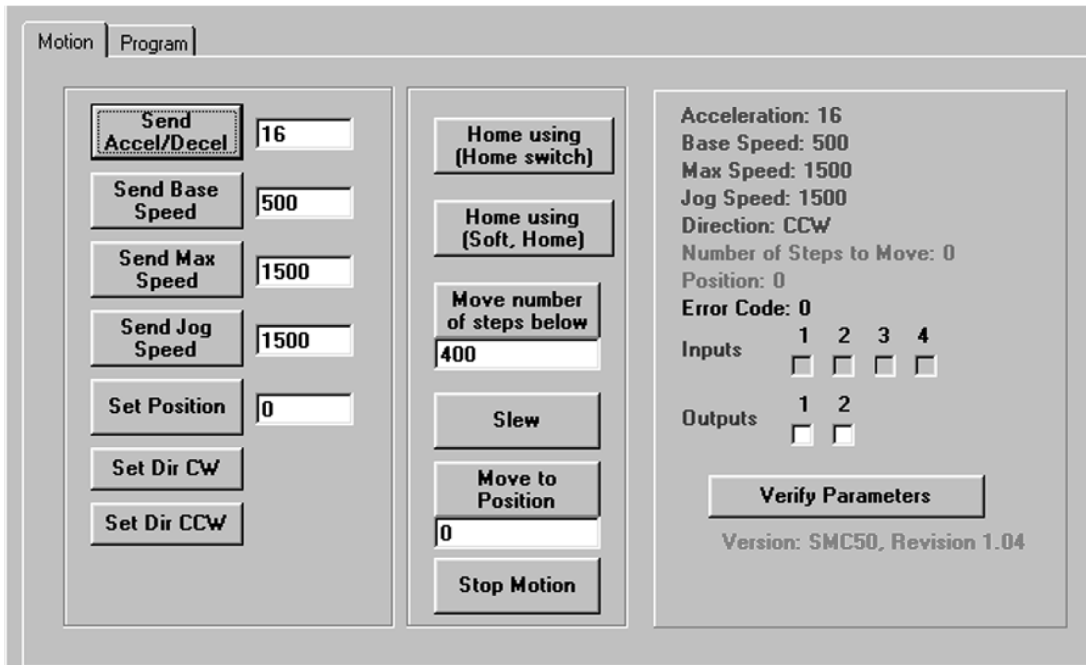 Motion
Program
Send
Accel/Decel
16
Send Base
Speed
500
Send Max
Speed
1500
Send Jog
Speed
1500
Set Position
0
Set Dir CW
Set Dir CCW
Home using
(Home switch)
Home using
(Soft, Home)
Move number
of steps below
400
Slew
Move to
Position
0
Stop Motion
Acceleration: 16
Base Speed: 500
Max Speed: 1500
Jog Speed: 1500
Direction: CCW
Number of Steps to Move: 0
Position: 0
Error Code: 0
1 2 3 4
Inputs
1 2
Outputs
Verify Parameters
Version: SMC50, Revision 1.04